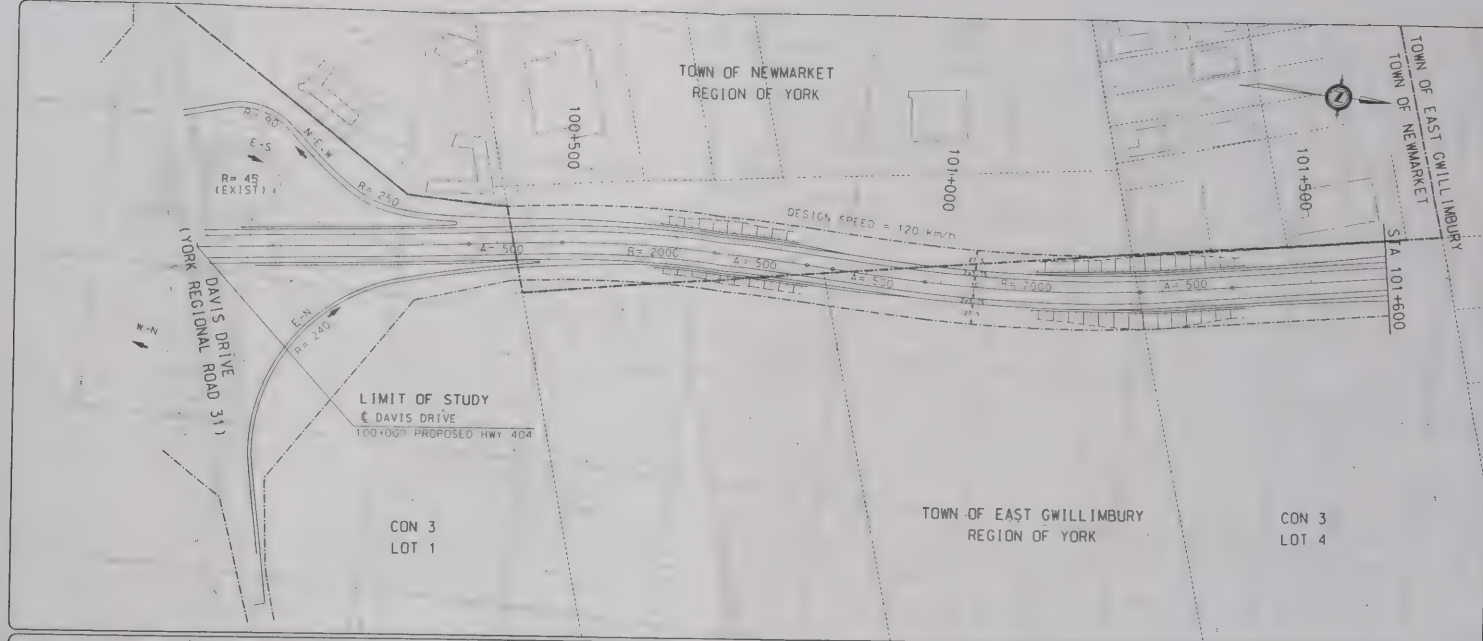 TOWN OF NEWMARKET
REGION OF YORK
TOWN OF EAST GWILLIMBURY
TOWN OF NEWMARKET
N
100+500
101+000
101+500
STA 101+600
R= 80
N-E,W
E-S
R= 45
(EXIST)
R= 250
DESIGN SPEED = 120 km/h
A= 500
R= 2000
A= 500
A= 500
R= 2000
A= 500
DAVIS DRIVE
(YORK REGIONAL ROAD 31)
W-N
E-N
R= 240
LIMIT OF STUDY
℄ DAVIS DRIVE
100+000 PROPOSED HWY 404
CON 3
LOT 1
TOWN OF EAST GWILLIMBURY
REGION OF YORK
CON 3
LOT 4